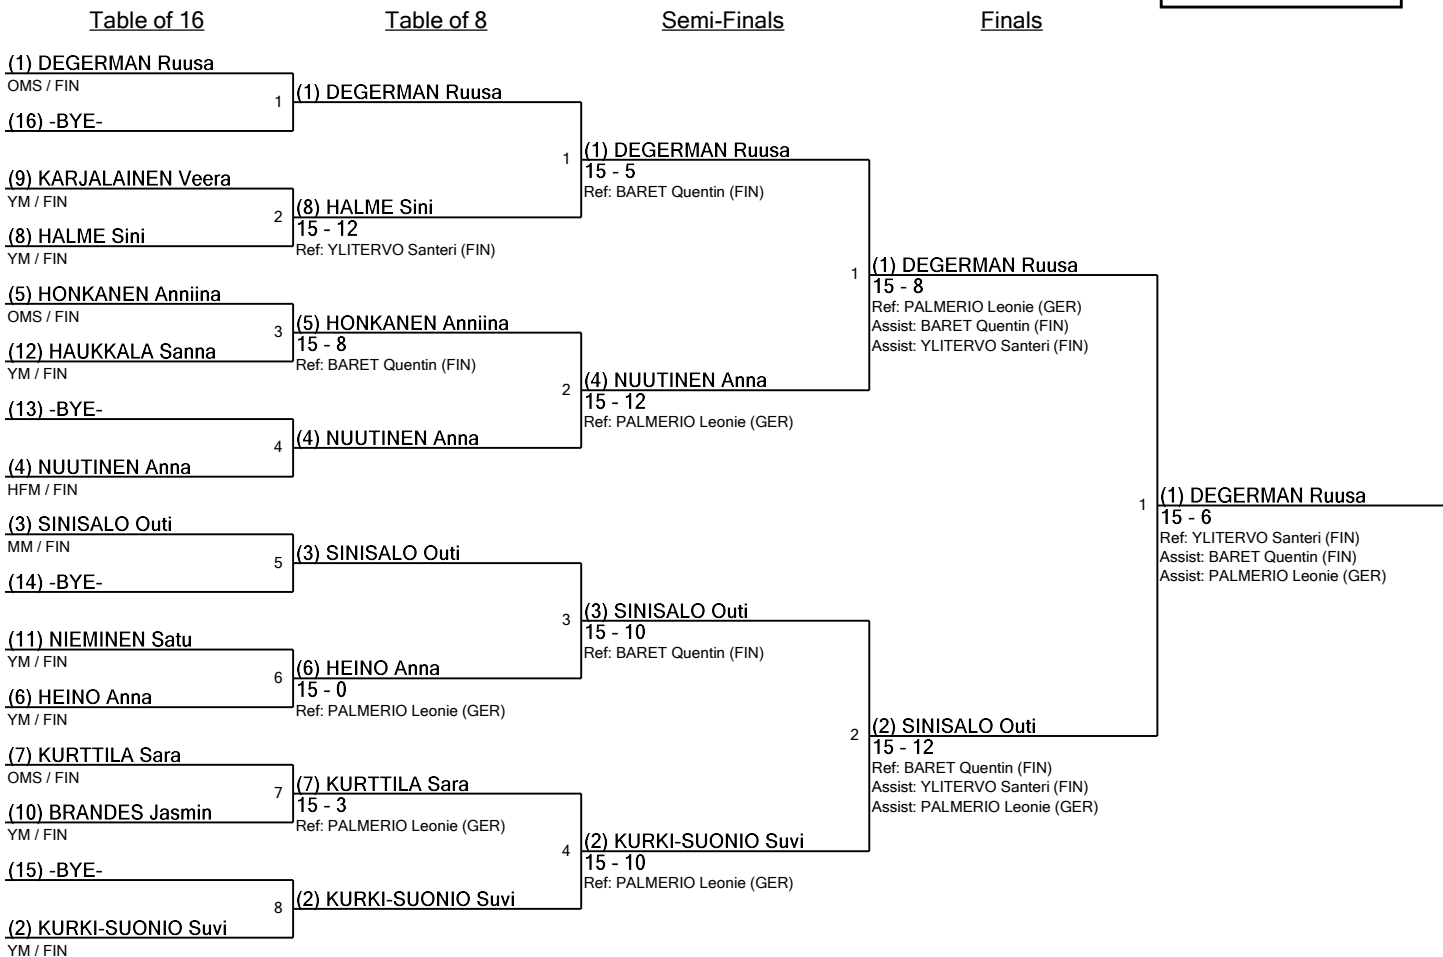 Table of 16
Table of 8
Semi-Finals
Finals
(1) DEGERMAN Ruusa
OMS / FIN
(16) -BYE-
(9) KARJALAINEN Veera
YM / FIN
(8) HALME Sini
YM / FIN
(5) HONKANEN Anniina
OMS / FIN
(12) HAUKKALA Sanna
YM / FIN
(13) -BYE-
(4) NUUTINEN Anna
HFM / FIN
(3) SINISALO Outi
MM / FIN
(14) -BYE-
(11) NIEMINEN Satu
YM / FIN
(6) HEINO Anna
YM / FIN
(7) KURTTILA Sara
OMS / FIN
(10) BRANDES Jasmin
YM / FIN
(15) -BYE-
(2) KURKI-SUONIO Suvi
YM / FIN
1
(1) DEGERMAN Ruusa
2
(8) HALME Sini
15 - 12
Ref: YLITERVO Santeri (FIN)
3
(5) HONKANEN Anniina
15 - 8
Ref: BARET Quentin (FIN)
4
(4) NUUTINEN Anna
5
(3) SINISALO Outi
6
(6) HEINO Anna
15 - 0
Ref: PALMERIO Leonie (GER)
7
(7) KURTTILA Sara
15 - 3
Ref: PALMERIO Leonie (GER)
8
(2) KURKI-SUONIO Suvi
1
(1) DEGERMAN Ruusa
15 - 5
Ref: BARET Quentin (FIN)
2
(4) NUUTINEN Anna
15 - 12
Ref: PALMERIO Leonie (GER)
3
(3) SINISALO Outi
15 - 10
Ref: BARET Quentin (FIN)
4
(2) KURKI-SUONIO Suvi
15 - 10
Ref: PALMERIO Leonie (GER)
1
(1) DEGERMAN Ruusa
15 - 8
Ref: PALMERIO Leonie (GER)
Assist: BARET Quentin (FIN)
Assist: YLITERVO Santeri (FIN)
2
(2) SINISALO Outi
15 - 12
Ref: BARET Quentin (FIN)
Assist: YLITERVO Santeri (FIN)
Assist: PALMERIO Leonie (GER)
1
(1) DEGERMAN Ruusa
15 - 6
Ref: YLITERVO Santeri (FIN)
Assist: BARET Quentin (FIN)
Assist: PALMERIO Leonie (GER)